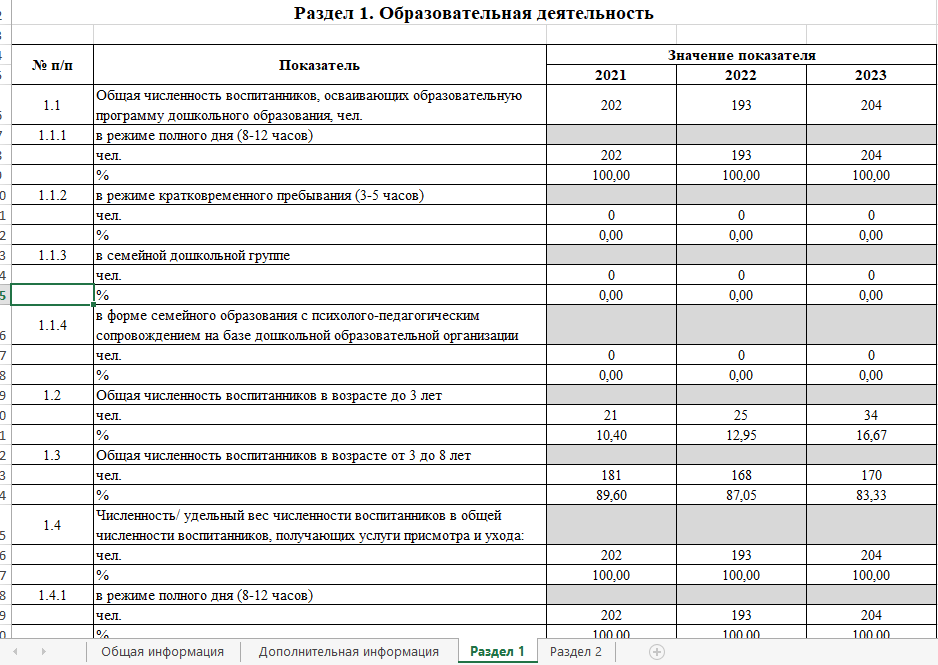 Раздел 1. Образовательная деятельность
№ п/п Показатель Значение показателя
2021 2022 2023
1.1 Общая численность воспитанников, осваивающих образовательную
программу дошкольного образования, чел. 202 193 204
1.1.1 в режиме полного дня (8-12 часов)
чел. 202 193 204
% 100,00 100,00 100,00
1.1.2 в режиме кратковременного пребывания (3-5 часов)
чел. 0 0 0
% 0,00 0,00 0,00
1.1.3 в семейной дошкольной группе
чел. 0 0 0
% 0,00 0,00 0,00
1.1.4 в форме семейного образования с психолого-педагогическим
сопровождением на базе дошкольной образовательной организации
чел. 0 0 0
% 0,00 0,00 0,00
1.2 Общая численность воспитанников в возрасте до 3 лет
чел. 21 25 34
% 10,40 12,95 16,67
1.3 Общая численность воспитанников в возрасте от 3 до 8 лет
чел. 181 168 170
% 89,60 87,05 83,33
1.4 Численность/ удельный вес численности воспитанников в общей
численности воспитанников, получающих услуги присмотра и ухода:
чел. 202 193 204
% 100,00 100,00 100,00
1.4.1 в режиме полного дня (8-12 часов)
чел. 202 193 204
% 100,00 100,00 100,00
Общая информация Дополнительная информация Раздел 1 Раздел 2